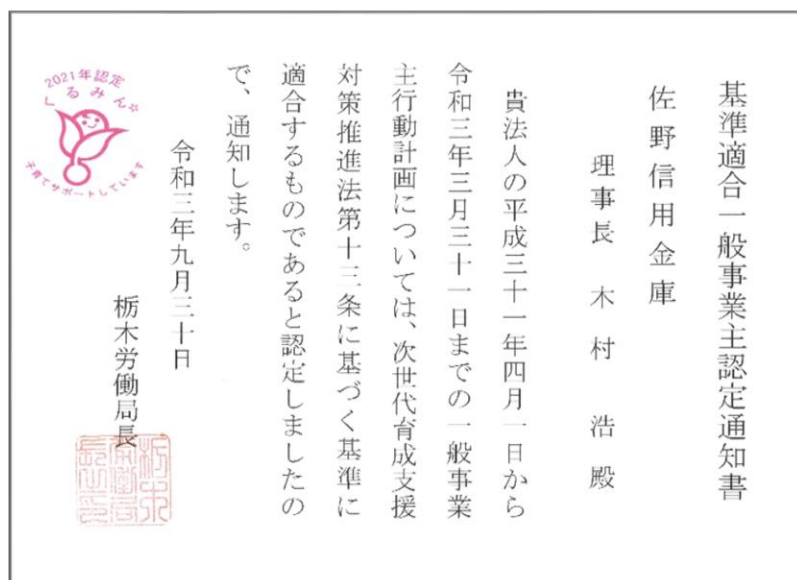 基準適合一般事業主認定通知書
佐野信用金庫
理事長 木村 浩 殿
貴法人の平成三十一年四月一日から
令和三年三月三十一日までの一般事業
主行動計画については、次世代育成支援
対策推進法第十三条に基づく基準に
適合するものであると認定しましたの
で、通知します。
令和三年九月三十日
栃木労働局長
栃木労働局長之印
2021年認定
くるみん
子育てサポートしています